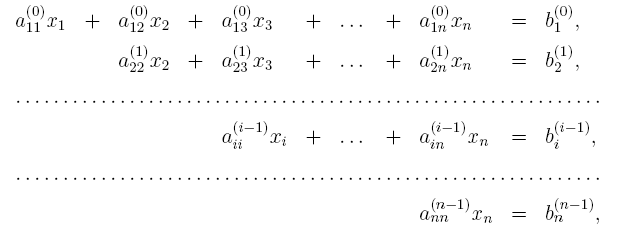 a_{11}^{(0)}x_1 + a_{12}^{(0)}x_2 + a_{13}^{(0)}x_3 + ... + a_{1n}^{(0)}x_n = b_1^{(0)},
a_{22}^{(1)}x_2 + a_{23}^{(1)}x_3 + ... + a_{2n}^{(1)}x_n = b_2^{(1)},
..............................................................
a_{ii}^{(i-1)}x_i + ... + a_{in}^{(i-1)}x_n = b_i^{(i-1)},
..............................................................
a_{nn}^{(n-1)}x_n = b_n^{(n-1)},